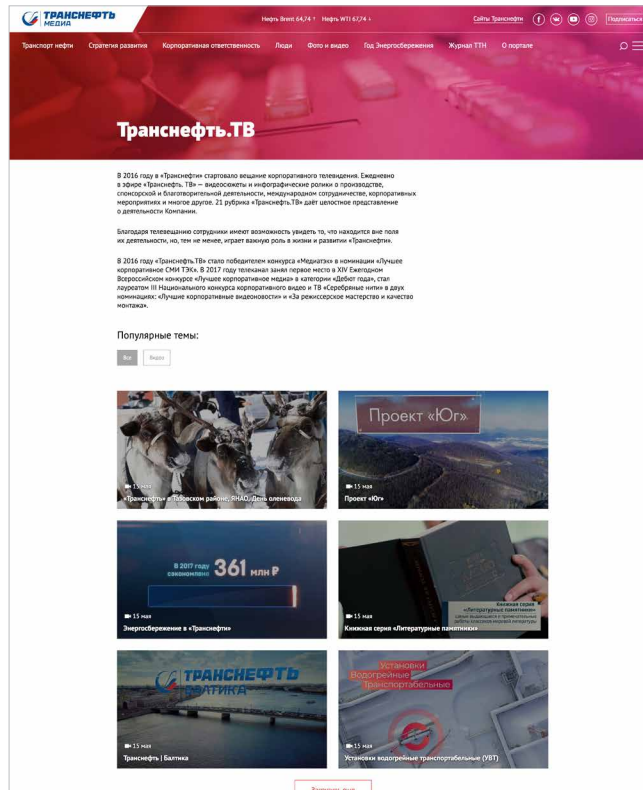 ТРАНСНЕФТЬ
МЕДИА
Нефть Brent 64,74 ↑ Нефть WTI 67,74 ↓
Сайты Транснефти
Подписаться
Транспорт нефти Стратегия развития Корпоративная ответственность Люди Фото и видео Год Энергосбережения Журнал ТТН О портале
Транснефть.ТВ
В 2016 году в «Транснефти» стартовало вещание корпоративного телевидения. Ежедневно
в эфире «Транснефть. ТВ» — видеосюжеты и инфографические ролики о производстве,
спонсорской и благотворительной деятельности, международном сотрудничестве, корпоративных
мероприятиях и многое другое. 21 рубрика «Транснефть.ТВ» даёт целостное представление
о деятельности Компании.
Благодаря телевещанию сотрудники имеют возможность увидеть то, что находится вне поля
их деятельности, но, тем не менее, играет важную роль в жизни и развитии «Транснефти».
В 2016 году «Транснефть.ТВ» стало победителем конкурса «Медиатэк» в номинации «Лучшее
корпоративное СМИ ТЭК». В 2017 году телеканал занял первое место в XIV Ежегодном
Всероссийском конкурсе «Лучшее корпоративное медиа» в категории «Дебют года», стал
лауреатом III Национального конкурса корпоративного видео и ТВ «Серебряные нити» в двух
номинациях: «Лучшие корпоративные видеоновости» и «За режиссерское мастерство и качество
монтажа».
Популярные темы:
Все Видео
15 мая
«Транснефть» в Тазовском районе, ЯНАО. День оленевода
Проект «Юг»
15 мая
Проект «Юг»
В 2017 году
сэкономлено 361 млн ₽
15 мая
Энергосбережение в «Транснефти»
Книжная серия
«Литературные памятники»
15 мая
Книжная серия «Литературные памятники»
ТРАНСНЕФТЬ
БАЛТИКА
15 мая
Транснефть | Балтика
Установки
Водогрейные
Транспортабельные
15 мая
Установки водогрейные транспортабельные (УВТ)